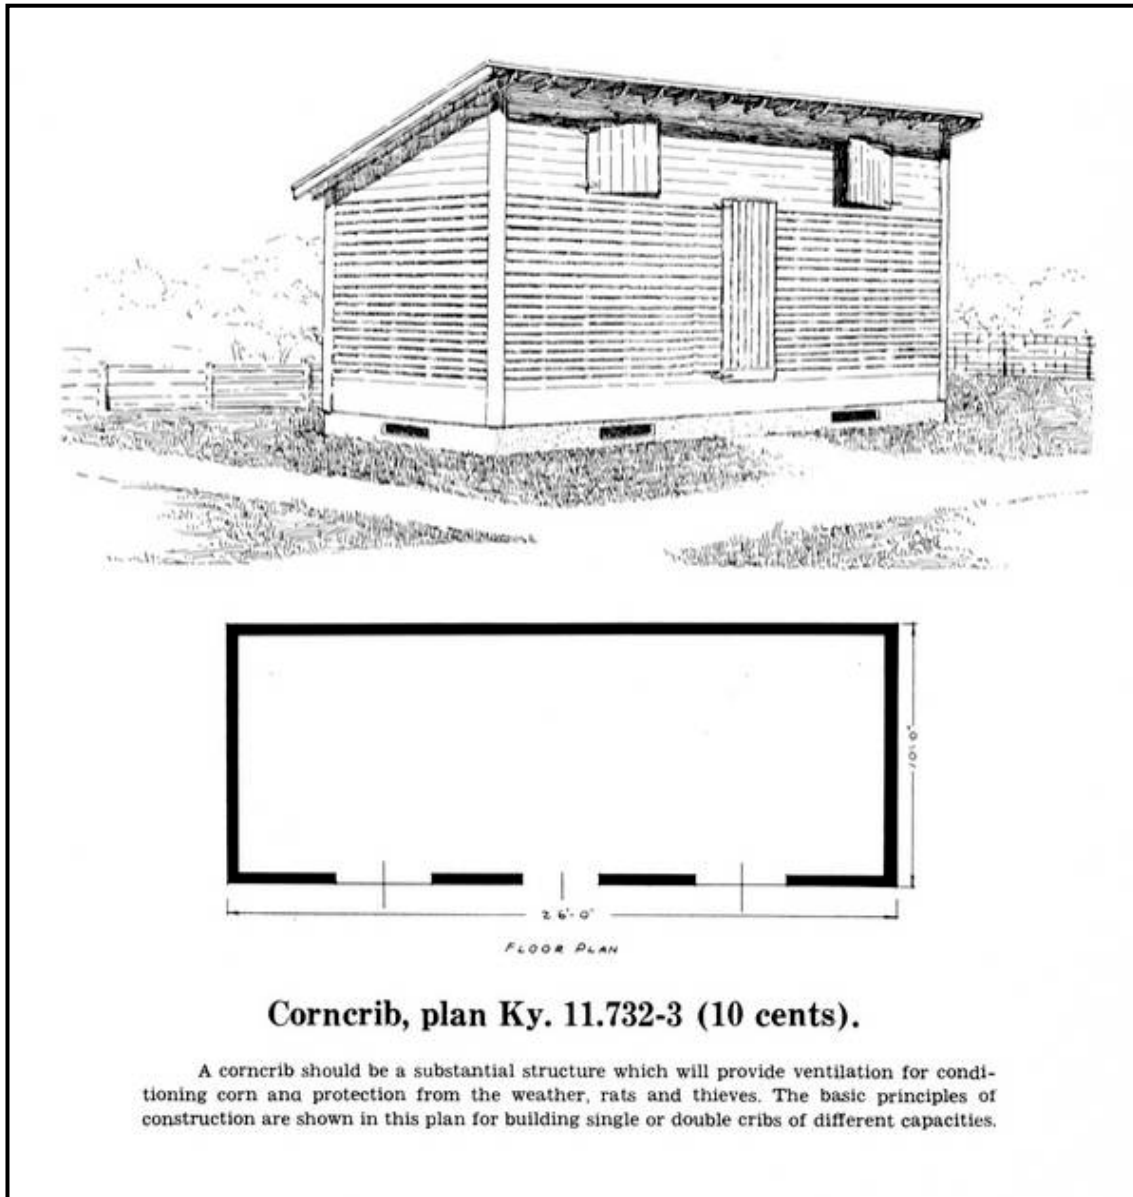 10'-0"
26'-0"
FLOOR PLAN
Corncrib, plan Ky. 11.732-3 (10 cents).
A corncrib should be a substantial structure which will provide ventilation for condi-
tioning corn and protection from the weather, rats and thieves. The basic principles of
construction are shown in this plan for building single or double cribs of different capacities.